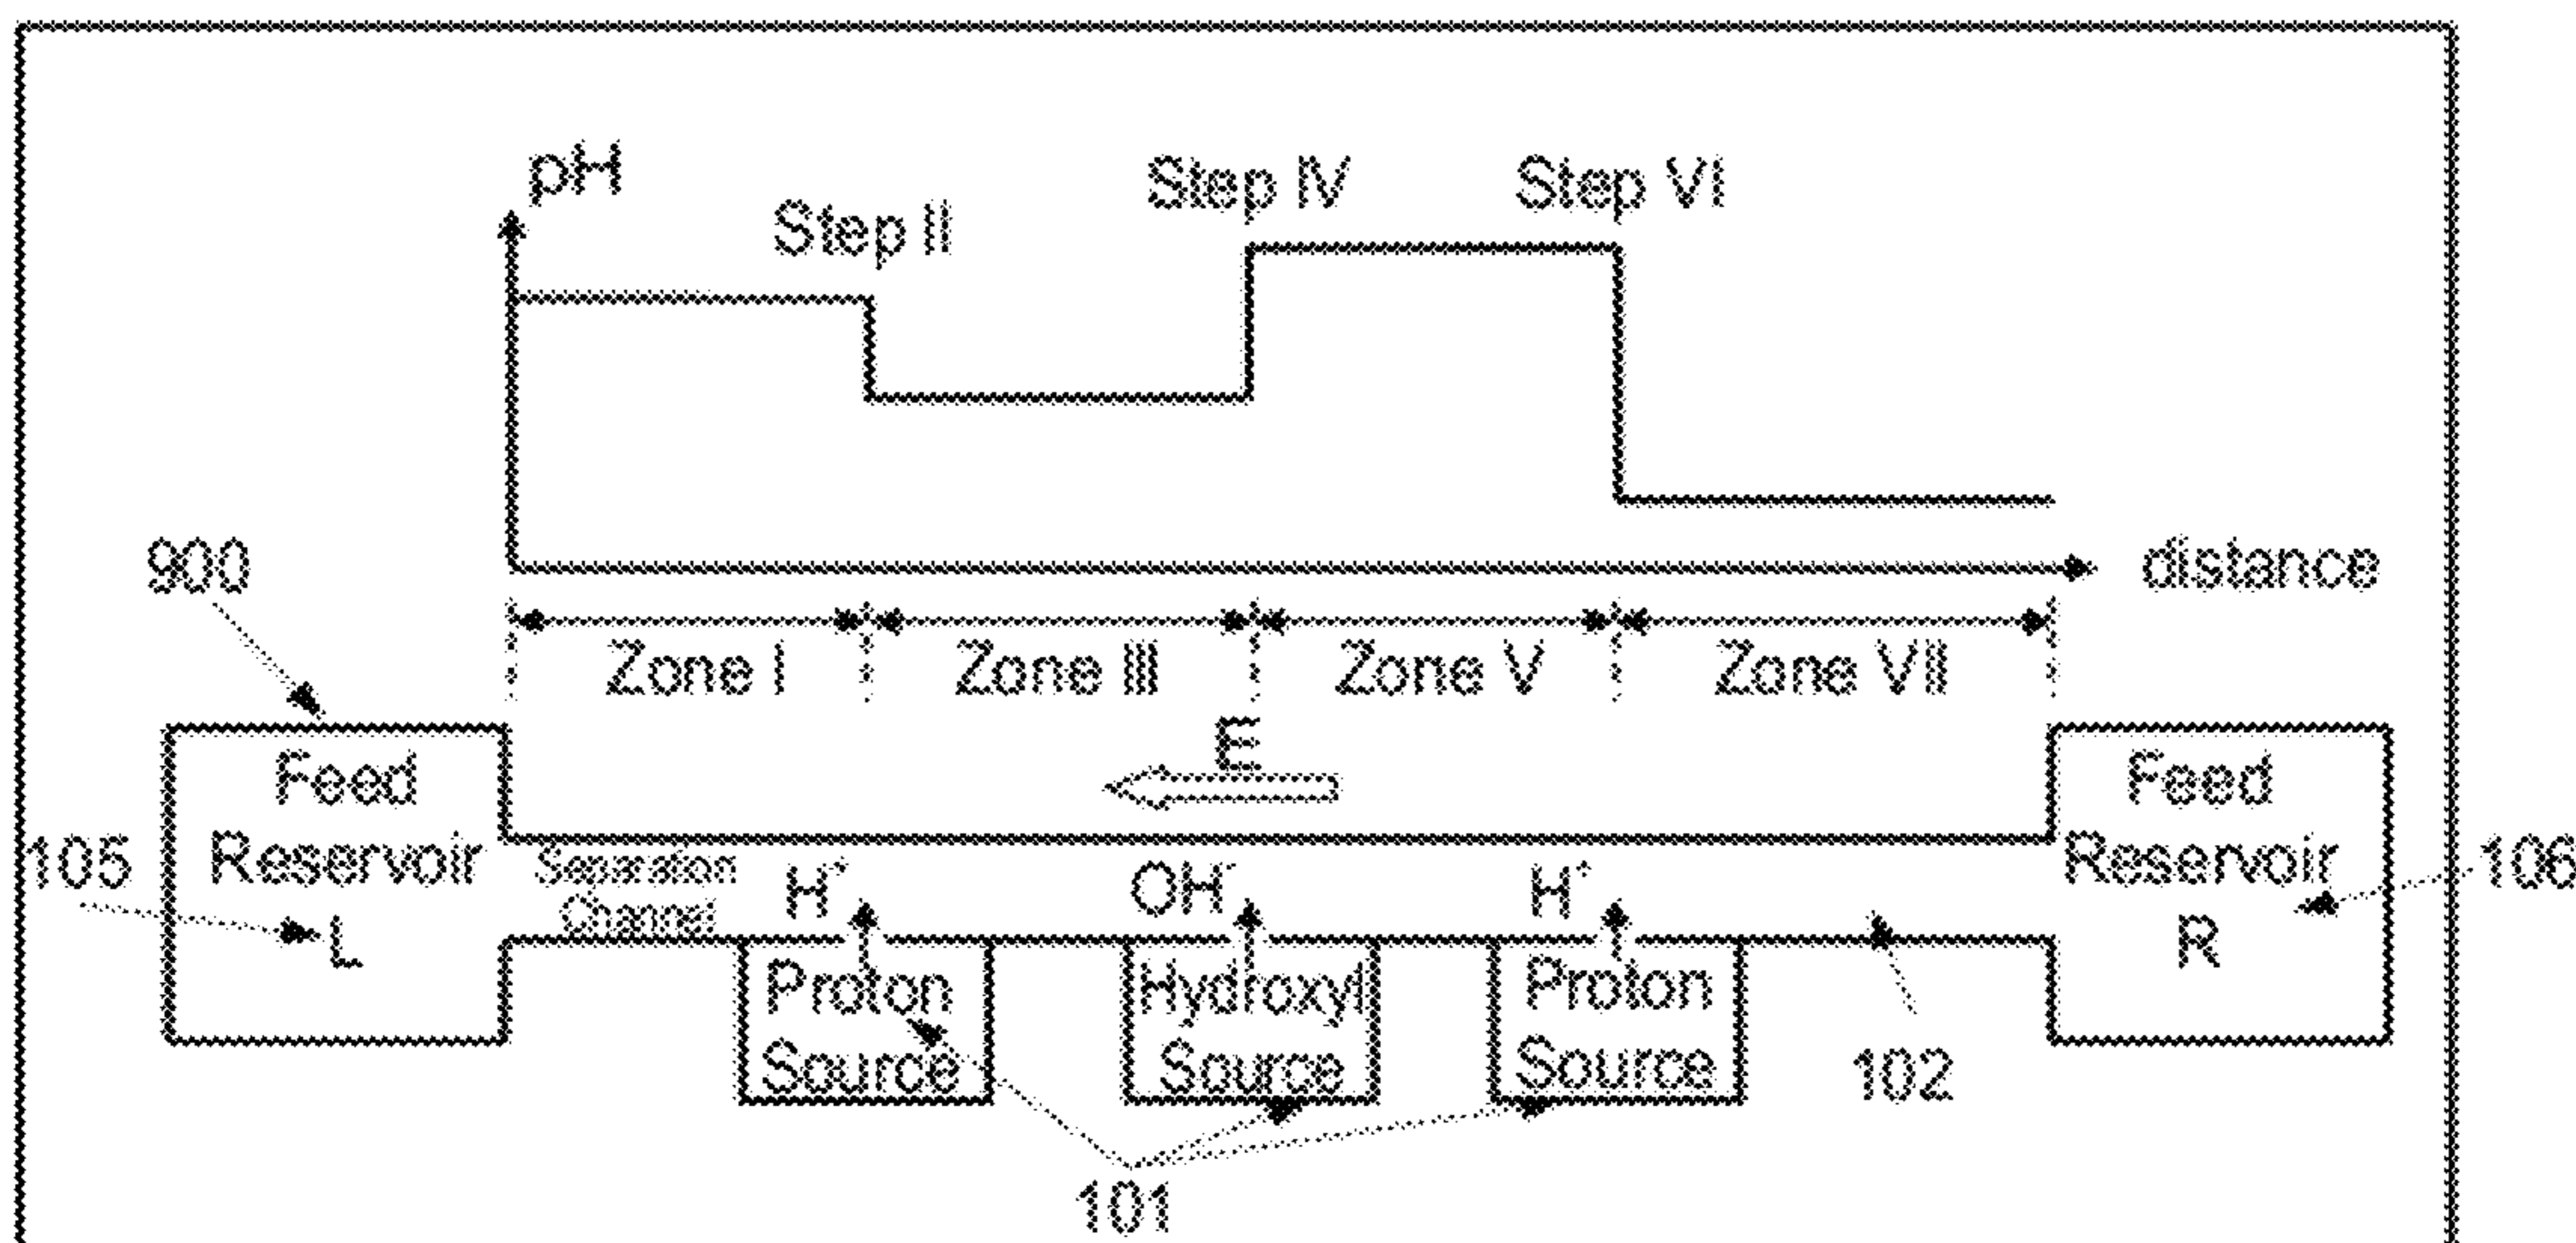 pH
Step II
Step IV
Step VI
distance
900
Zone I
Zone III
Zone V
Zone VII
E
Feed
Reservoir
L
105
Feed
Reservoir
R
106
Separation
Channel
H⁺
OH⁻
H⁺
Proton
Source
Hydroxyl
Source
Proton
Source
102
101